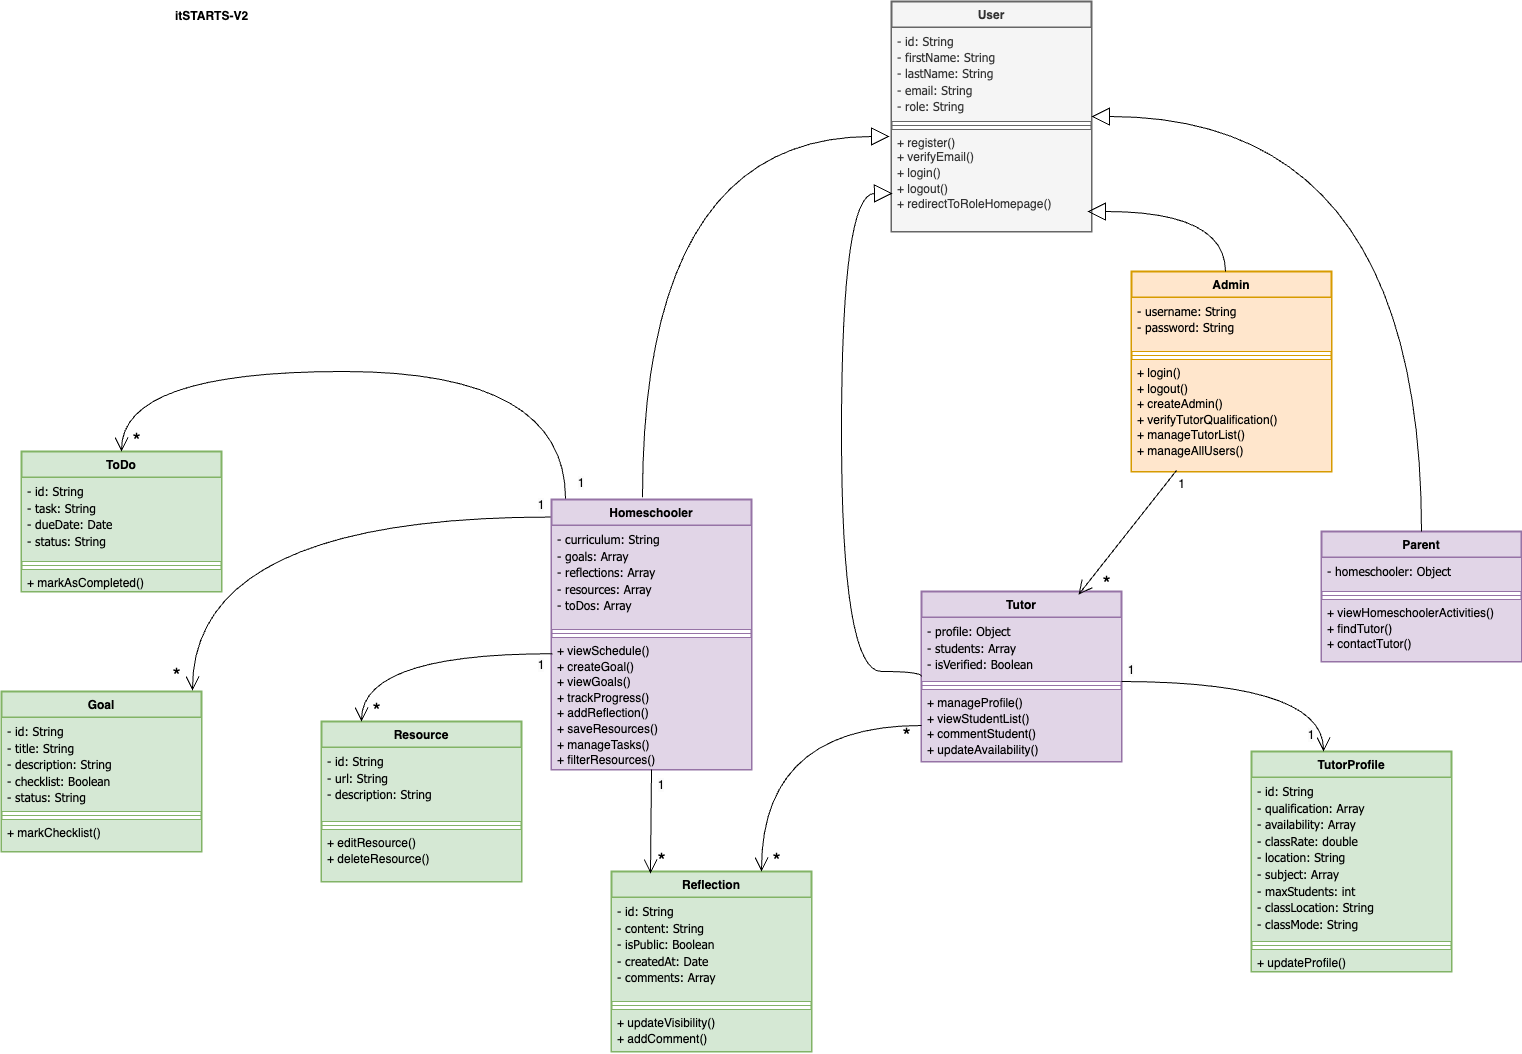 itSTARTS-V2
User
- id: String
- firstName: String
- lastName: String
- email: String
- role: String
+ register()
+ verifyEmail()
+ login()
+ logout()
+ redirectToRoleHomepage()
Admin
- username: String
- password: String
+ login()
+ logout()
+ createAdmin()
+ verifyTutorQualification()
+ manageTutorList()
+ manageAllUsers()
1
*
*
ToDo
- id: String
- task: String
- dueDate: Date
- status: String
+ markAsCompleted()
1
1
Homeschooler
- curriculum: String
- goals: Array
- reflections: Array
- resources: Array
- toDos: Array
+ viewSchedule()
+ createGoal()
+ viewGoals()
+ trackProgress()
+ addReflection()
+ saveResources()
+ manageTasks()
+ filterResources()
1
1
Parent
- homeschooler: Object
+ viewHomeschoolerActivities()
+ findTutor()
+ contactTutor()
Tutor
- profile: Object
- students: Array
- isVerified: Boolean
+ manageProfile()
+ viewStudentList()
+ commentStudent()
+ updateAvailability()
1
*
1
*
Goal
- id: String
- title: String
- description: String
- checklist: Boolean
- status: String
+ markChecklist()
*
Resource
- id: String
- url: String
- description: String
+ editResource()
+ deleteResource()
TutorProfile
- id: String
- qualification: Array
- availability: Array
- classRate: double
- location: String
- subject: Array
- maxStudents: int
- classLocation: String
- classMode: String
+ updateProfile()
*
*
Reflection
- id: String
- content: String
- isPublic: Boolean
- createdAt: Date
- comments: Array
+ updateVisibility()
+ addComment()